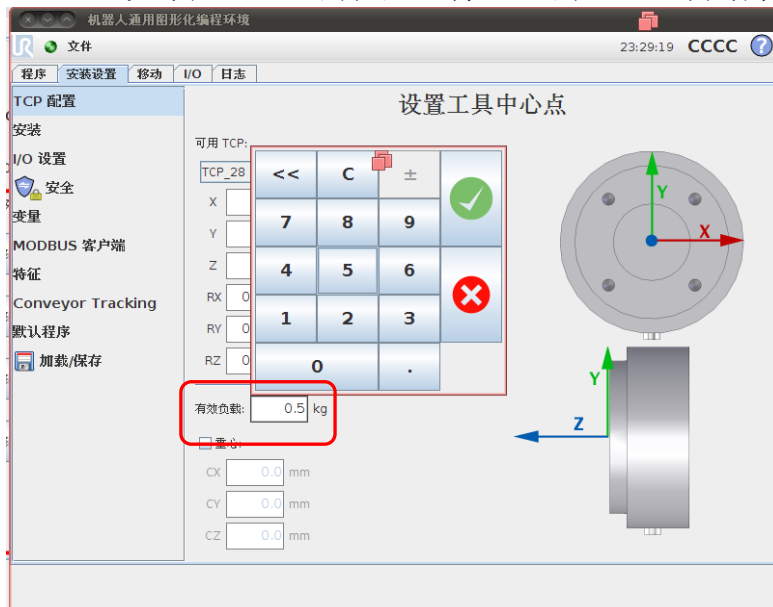 机器人通用图形化编程环境
文件
23:29:19 CCCC ?
程序 安装设置 移动 I/O 日志
TCP 配置
安装
I/O 设置
安全
变量
MODBUS 客户端
特征
Conveyor Tracking
默认程序
加载/保存
设置工具中心点
可用 TCP:
TCP_28
X
Y
Z
RX 0
RY 0
RZ 0
<< C ±
7 8 9
4 5 6
1 2 3
0 .
有效负载: 0.5 kg
重心:
CX 0.0 mm
CY 0.0 mm
CZ 0.0 mm
Y
X
Y
Z